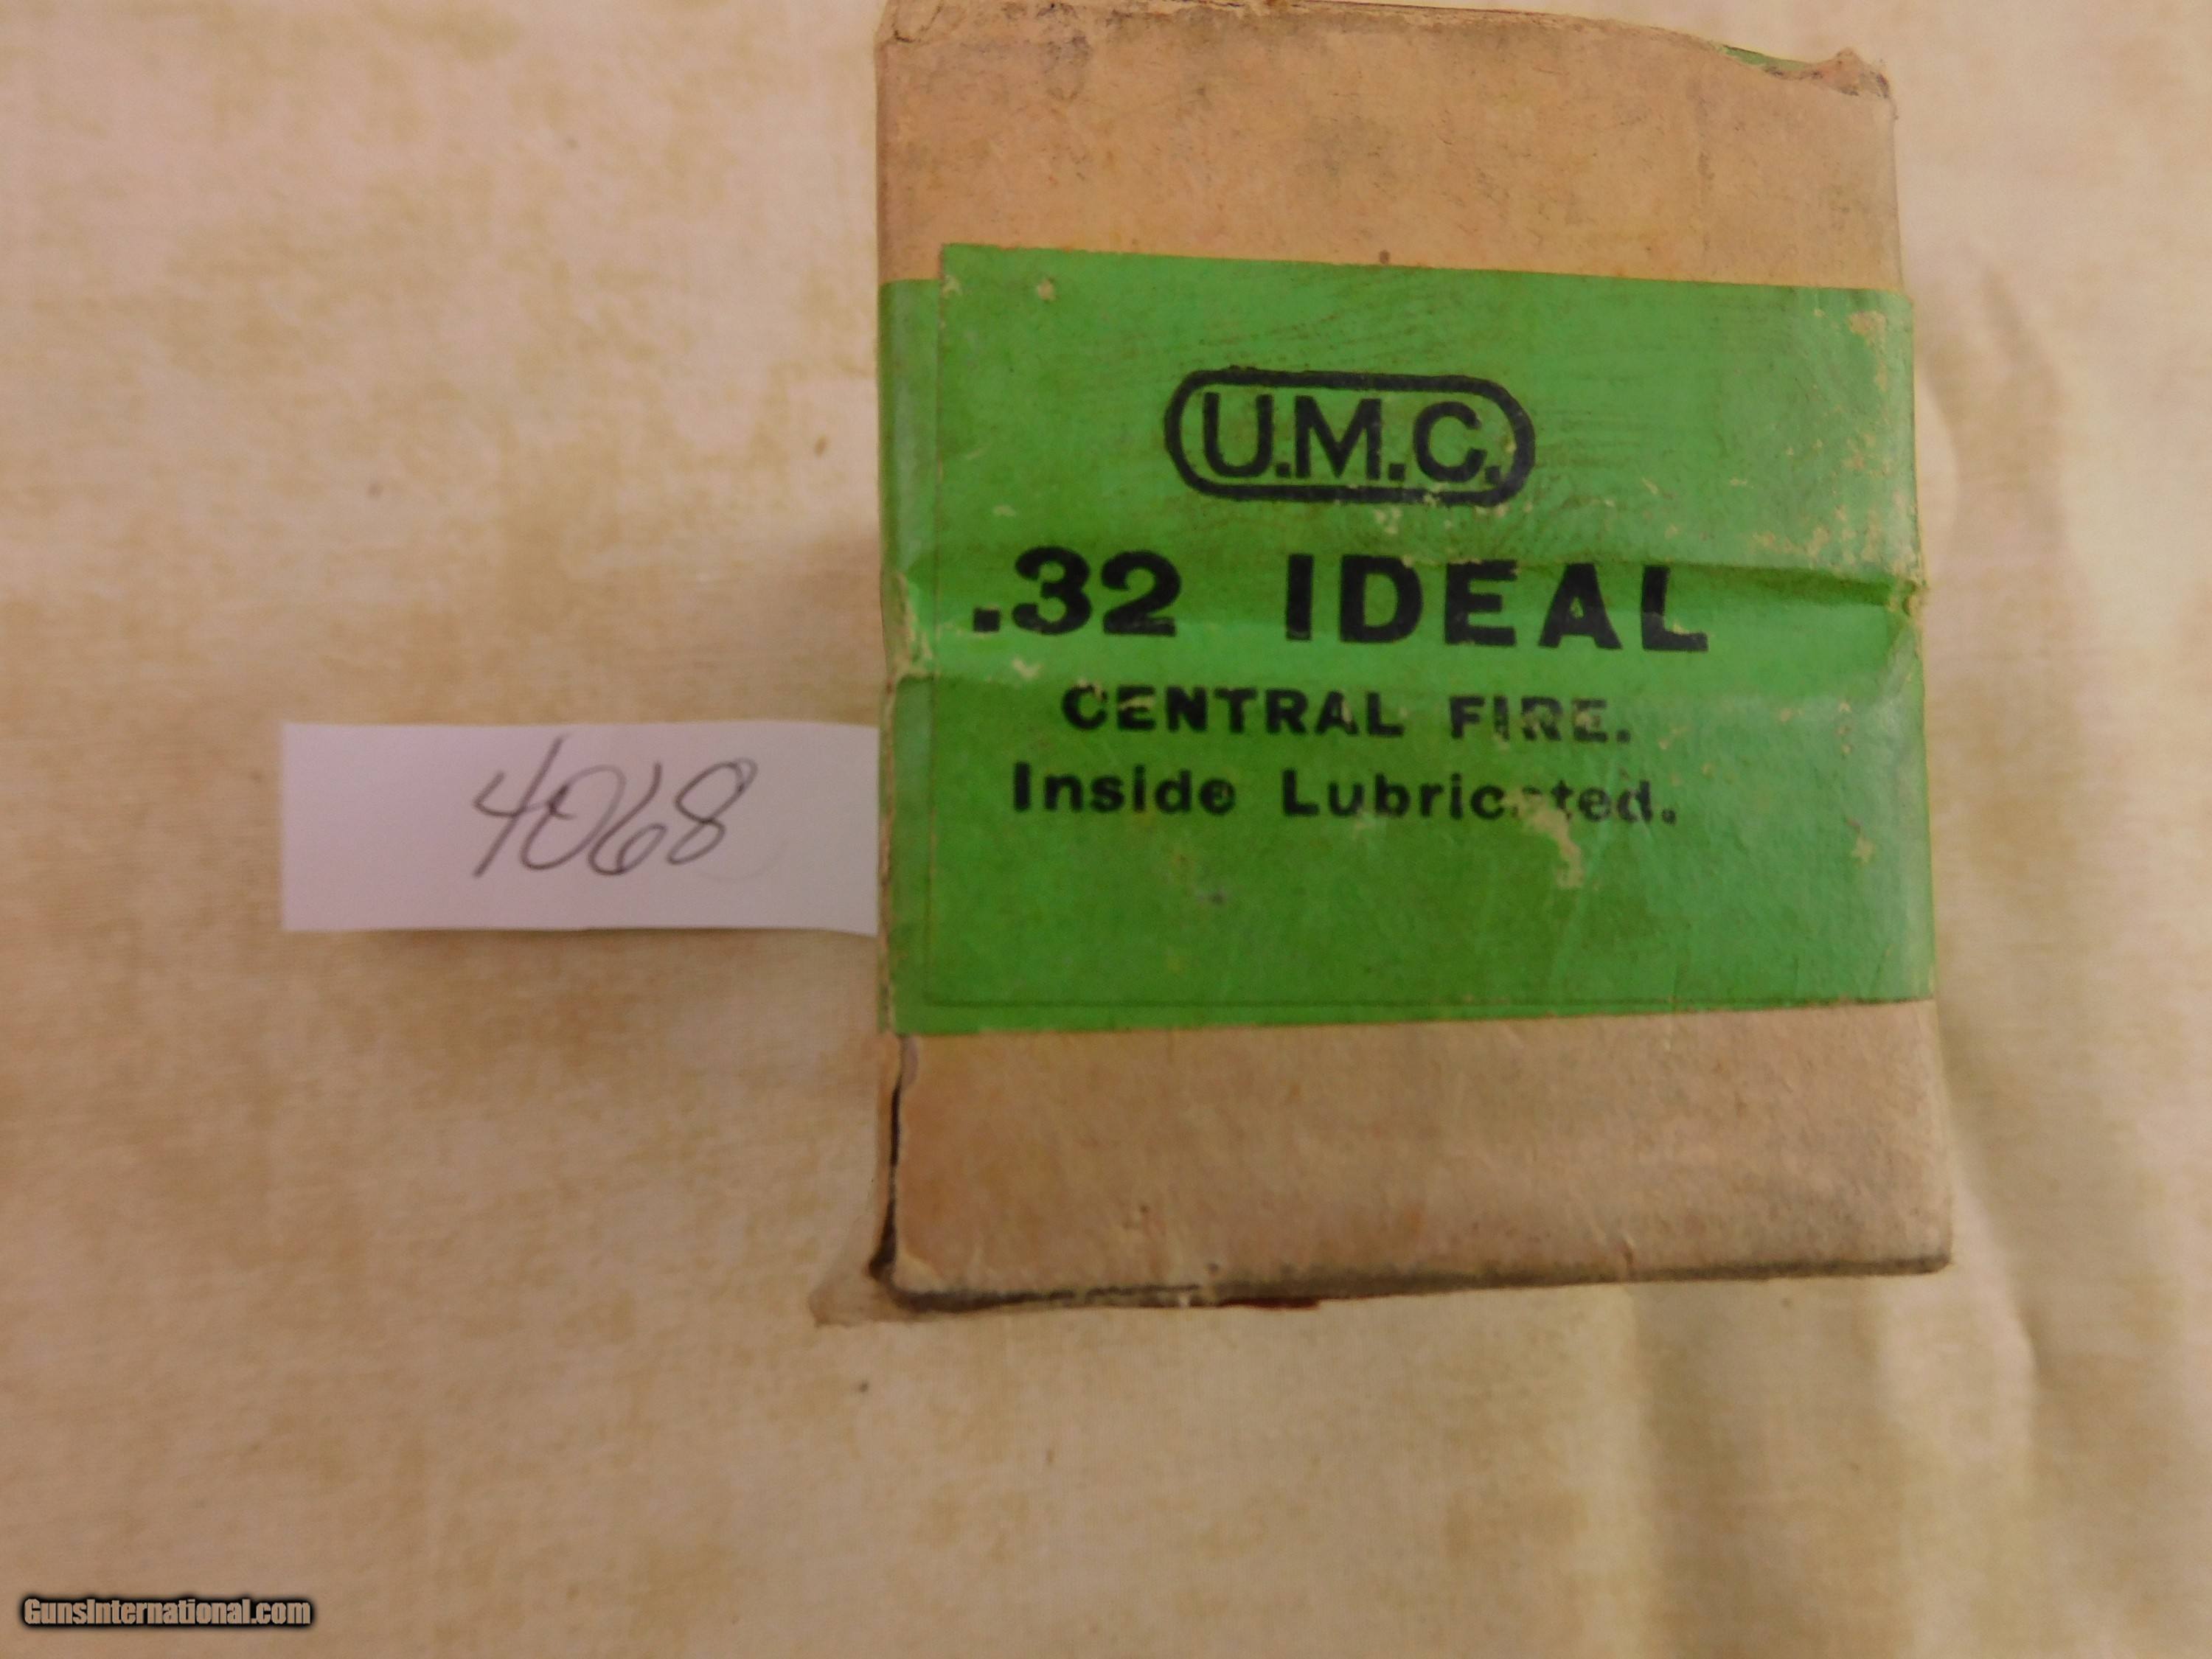 U.M.C.
.32 IDEAL
CENTRAL FIRE.
Inside Lubricated.
4068
GunsInternational.com